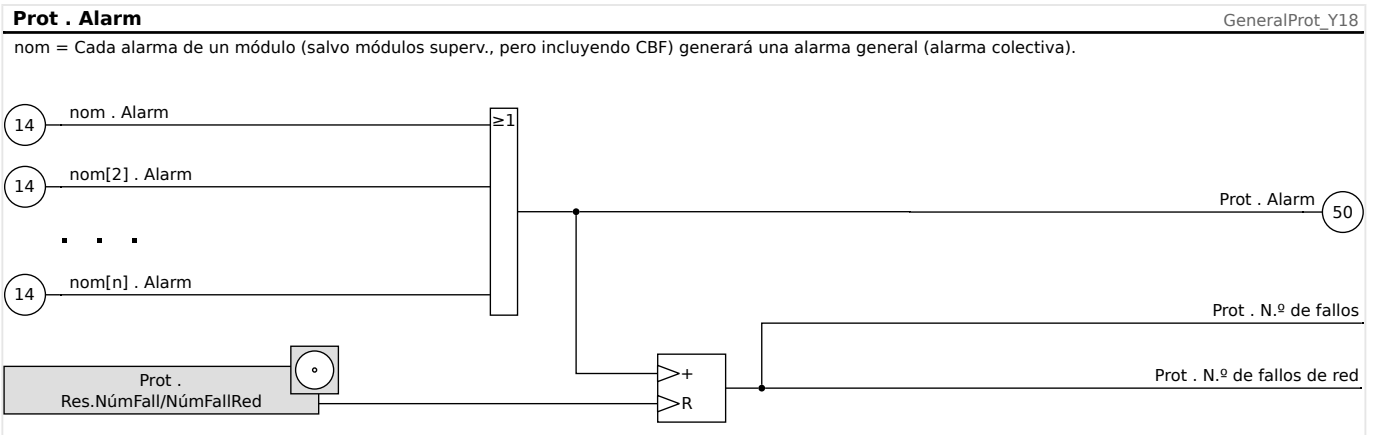 Prot . Alarm
GeneralProt_Y18
nom = Cada alarma de un módulo (salvo módulos superv., pero incluyendo CBF) generará una alarma general (alarma colectiva).
14
nom . Alarm
≥1
14
nom[2] . Alarm
Prot . Alarm
50
. . .
14
nom[n] . Alarm
Prot . N.º de fallos
Prot .
Res.NúmFall/NúmFallRed
+
R
Prot . N.º de fallos de red